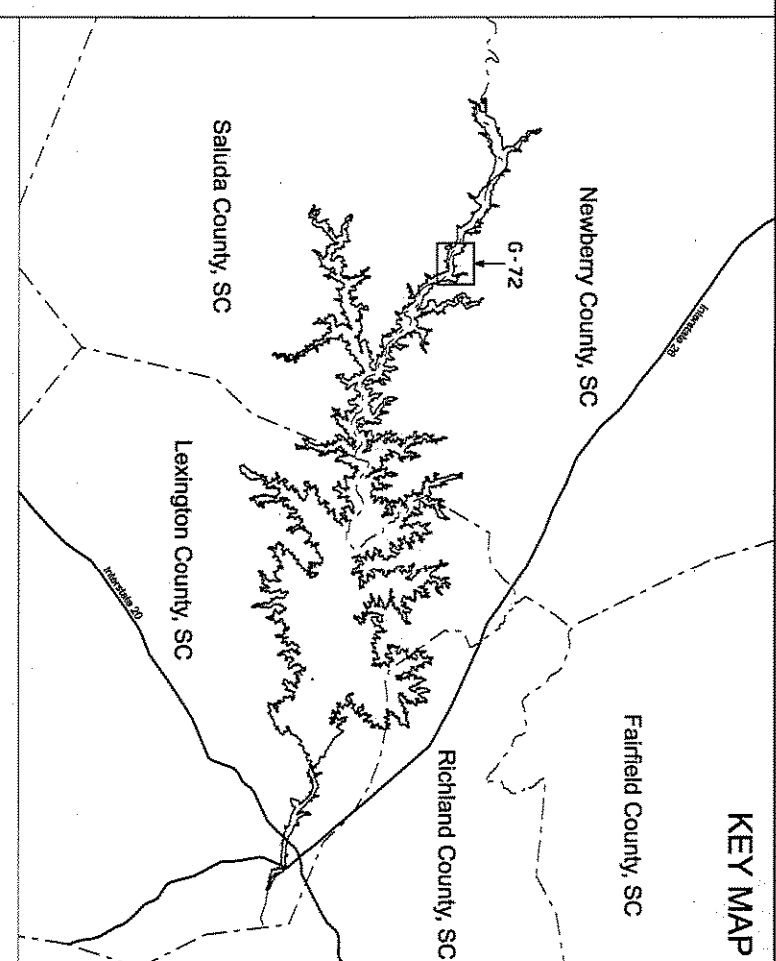 KEY MAP
Fairfield County, SC
Newberry County, SC
Interstate 26
G-72
Richland County, SC
Saluda County, SC
Lexington County, SC
Interstate 20